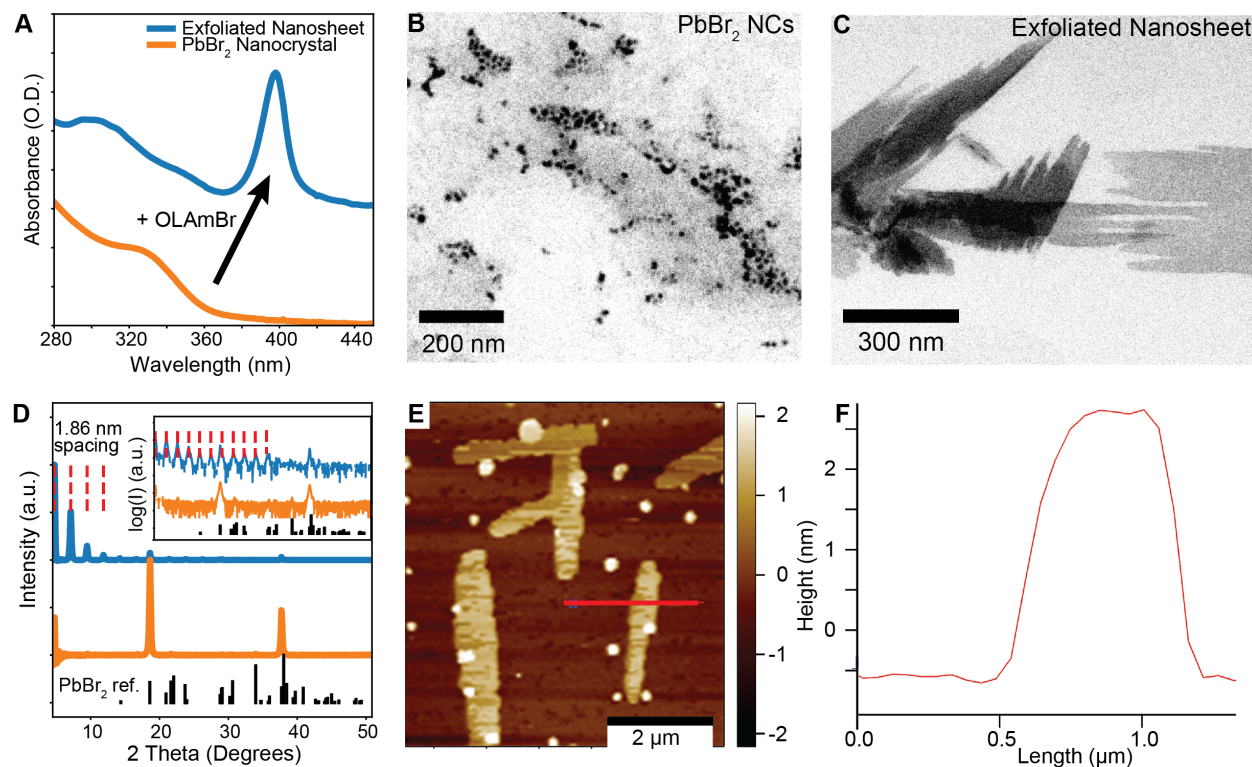 A
Exfoliated Nanosheet
PbBr₂ Nanocrystal
+ OLAmBr
Absorbance (O.D.)
280 320 360 400 440
Wavelength (nm)
B
PbBr₂ NCs
200 nm
C
Exfoliated Nanosheet
300 nm
D
1.86 nm
spacing
log(I) (a.u.)
Intensity (a.u.)
PbBr₂ ref.
10 20 30 40 50
2 Theta (Degrees)
E
2 µm
2
1
0
-1
-2
F
Height (nm)
2
1
0
0.0 0.5 1.0
Length (µm)